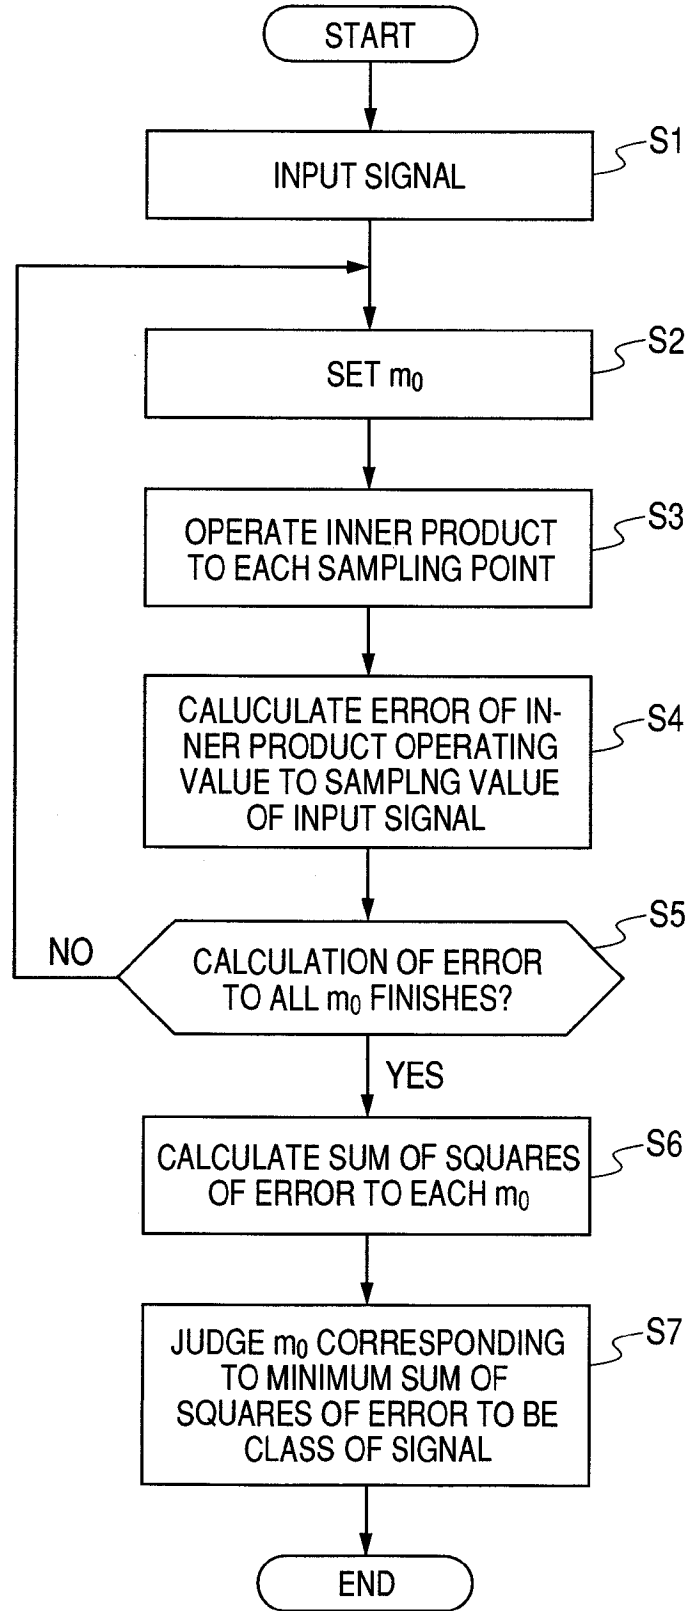 START
S1
INPUT SIGNAL
S2
SET m₀
S3
OPERATE INNER PRODUCT
TO EACH SAMPLING POINT
S4
CALUCULATE ERROR OF IN-
NER PRODUCT OPERATING
VALUE TO SAMPLNG VALUE
OF INPUT SIGNAL
S5
NO
CALCULATION OF ERROR
TO ALL m₀ FINISHES?
YES
S6
CALCULATE SUM OF SQUARES
OF ERROR TO EACH m₀
S7
JUDGE m₀ CORRESPONDING
TO MINIMUM SUM OF
SQUARES OF ERROR TO BE
CLASS OF SIGNAL
END